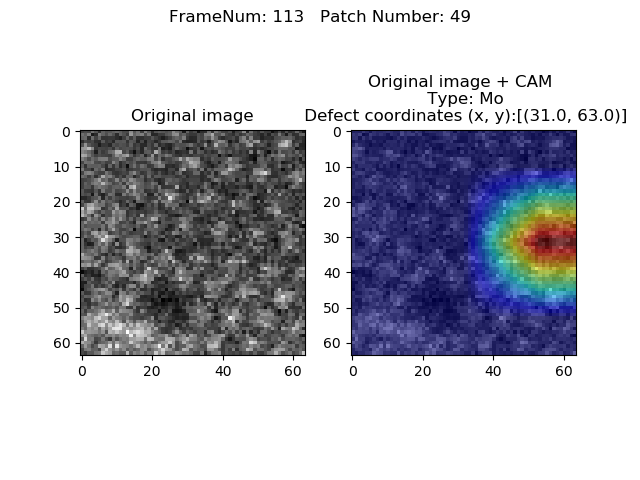 FrameNum: 113   Patch Number: 49
Original image
Original image + CAM
Type: Mo
Defect coordinates (x, y):[(31.0, 63.0)]
0
10
20
30
40
50
60
0 20 40 60
0
10
20
30
40
50
60
0 20 40 60